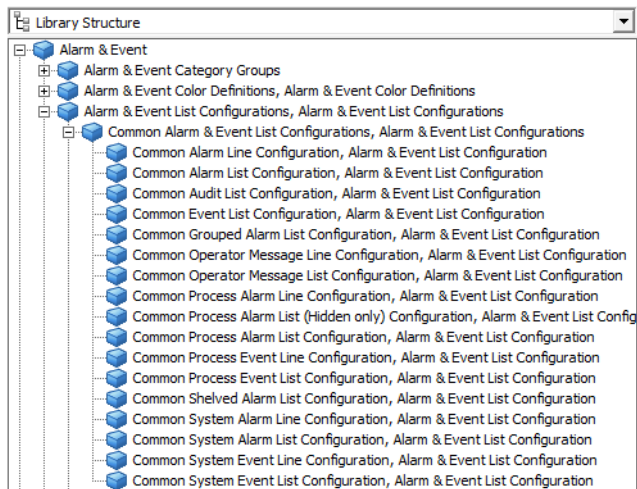 Library Structure
Alarm & Event
Alarm & Event Category Groups
Alarm & Event Color Definitions, Alarm & Event Color Definitions
Alarm & Event List Configurations, Alarm & Event List Configurations
Common Alarm & Event List Configurations, Alarm & Event List Configurations
Common Alarm Line Configuration, Alarm & Event List Configuration
Common Alarm List Configuration, Alarm & Event List Configuration
Common Audit List Configuration, Alarm & Event List Configuration
Common Event List Configuration, Alarm & Event List Configuration
Common Grouped Alarm List Configuration, Alarm & Event List Configuration
Common Operator Message Line Configuration, Alarm & Event List Configuration
Common Operator Message List Configuration, Alarm & Event List Configuration
Common Process Alarm Line Configuration, Alarm & Event List Configuration
Common Process Alarm List (Hidden only) Configuration, Alarm & Event List Config
Common Process Alarm List Configuration, Alarm & Event List Configuration
Common Process Event Line Configuration, Alarm & Event List Configuration
Common Process Event List Configuration, Alarm & Event List Configuration
Common Shelved Alarm List Configuration, Alarm & Event List Configuration
Common System Alarm Line Configuration, Alarm & Event List Configuration
Common System Alarm List Configuration, Alarm & Event List Configuration
Common System Event Line Configuration, Alarm & Event List Configuration
Common System Event List Configuration, Alarm & Event List Configuration